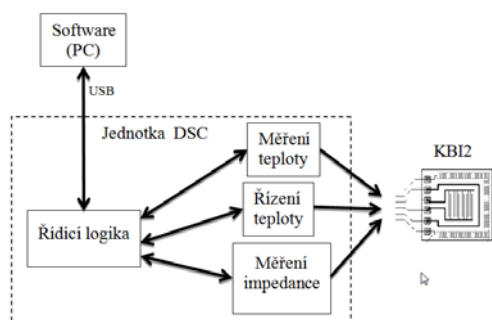 Software
(PC)
USB
Jednotka DSC
Měření
teploty
KBI2
Řídicí logika
Řízení
teploty
Měření
impedance